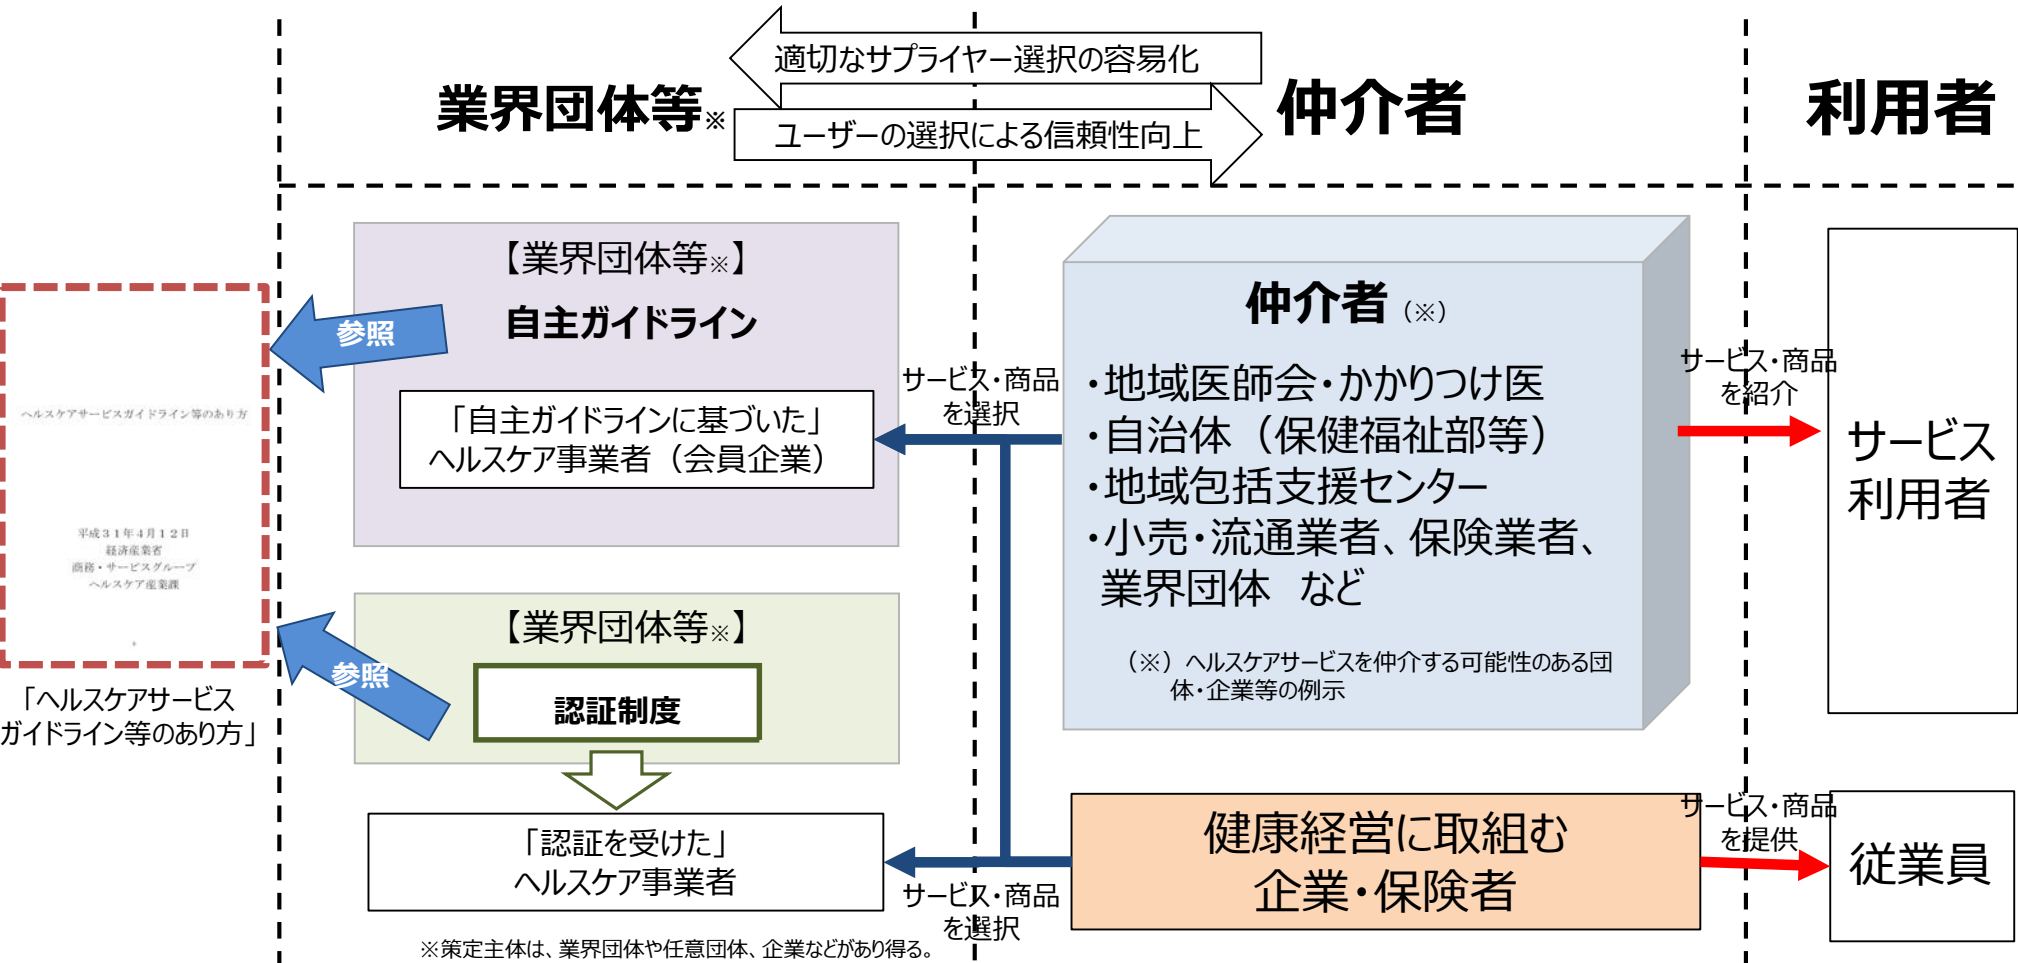 適切なサプライヤー選択の容易化
業界団体等※
ユーザーの選択による信頼性向上
仲介者
利用者
ヘルスケアサービスガイドライン等のあり方
平成31年4月12日
経済産業省
商務・サービスグループ
ヘルスケア産業課
「ヘルスケアサービス
ガイドライン等のあり方」
参照
参照
【業界団体等※】
自主ガイドライン
「自主ガイドラインに基づいた」
ヘルスケア事業者（会員企業）
【業界団体等※】
認証制度
「認証を受けた」
ヘルスケア事業者
※策定主体は、業界団体や任意団体、企業などがあり得る。
サービス・商品
を選択
サービス・商品
を選択
仲介者（※）
・地域医師会・かかりつけ医
・自治体（保健福祉部等）
・地域包括支援センター
・小売・流通業者、保険業者、
業界団体　など
（※）ヘルスケアサービスを仲介する可能性のある団
体・企業等の例示
健康経営に取組む
企業・保険者
サービス・商品
を紹介
サービス・商品
を提供
サービス
利用者
従業員